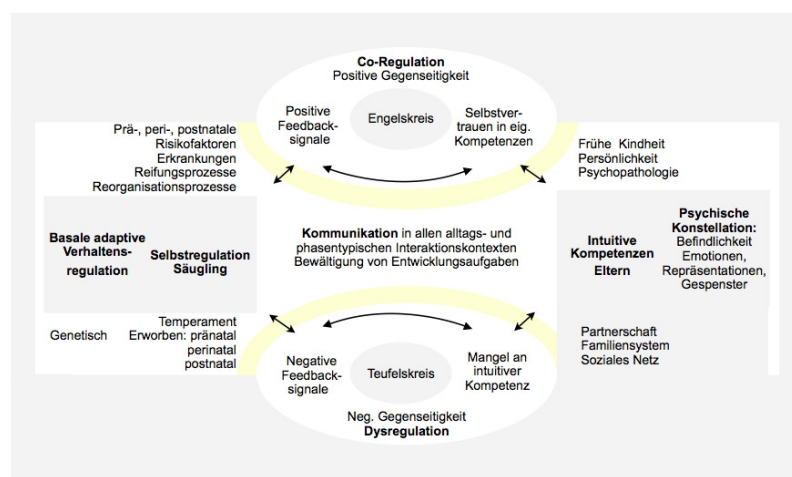 Co-Regulation
Positive Gegenseitigkeit
Positive
Feedback-
signale
Engelskreis
Selbstver-
trauen in eig.
Kompetenzen
Prä-, peri-, postnatale
Risikofaktoren
Erkrankungen
Reifungsprozesse
Reorganisationsprozesse
Frühe Kindheit
Persönlichkeit
Psychopathologie
Basale adaptive
Verhaltens-
regulation
Selbstregulation
Säugling
Kommunikation in allen alltags- und
phasentypischen Interaktionskontexten
Bewältigung von Entwicklungsaufgaben
Intuitive
Kompetenzen
Eltern
Psychische
Konstellation:
Befindlichkeit
Emotionen,
Repräsentationen,
Gespenster
Genetisch
Temperament
Erworben: pränatal
perinatal
postnatal
Partnerschaft
Familiensystem
Soziales Netz
Negative
Feedback-
signale
Teufelskreis
Mangel an
intuitiver
Kompetenz
Neg. Gegenseitigkeit
Dysregulation